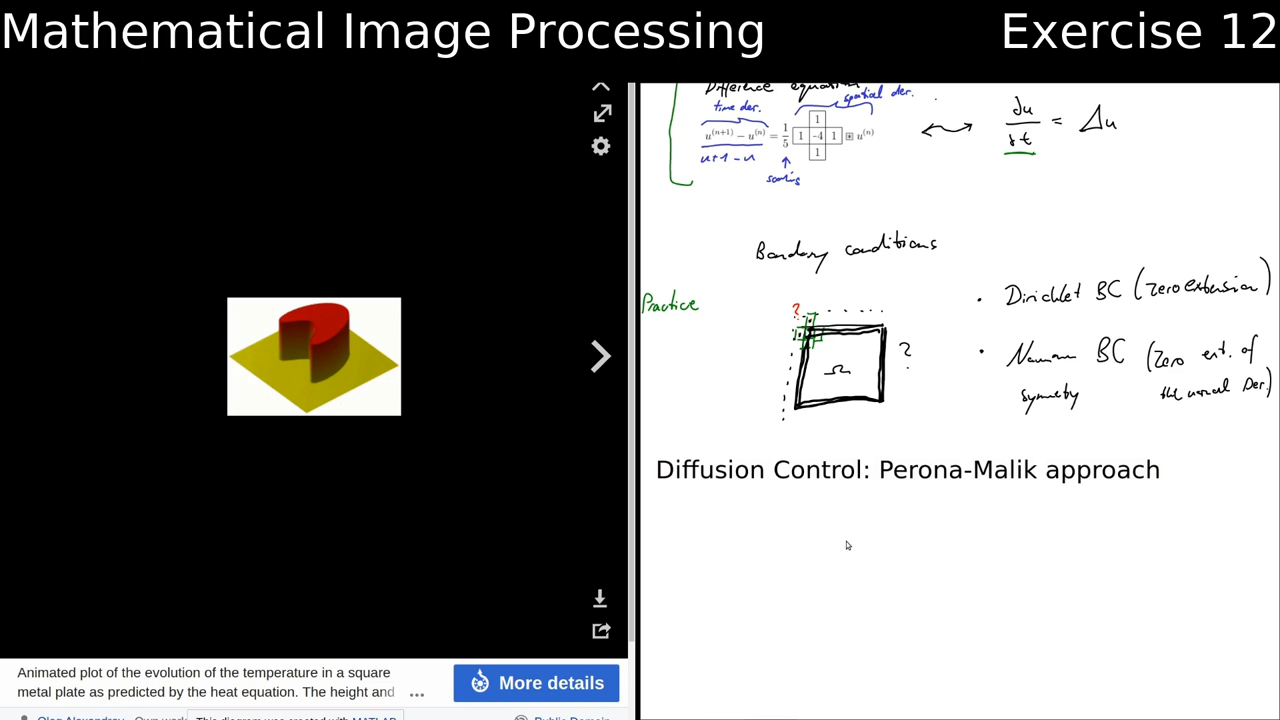 Mathematical Image Processing Exercise 12
Difference equation
time der. spatial der.
u(n+1) − u(n) = 1/5 1 1 -4 1 1 u(n) ↔ ∂u/∂t = Δu
n+1 - n
scaling
Boundary conditions
Practice
? · Dirichlet BC (zero extension)
Ω ? · Neumann BC (zero ext. of
symmetry the normal Der.)
Diffusion Control: Perona-Malik approach
Animated plot of the evolution of the temperature in a square
metal plate as predicted by the heat equation. The height and ...
More details